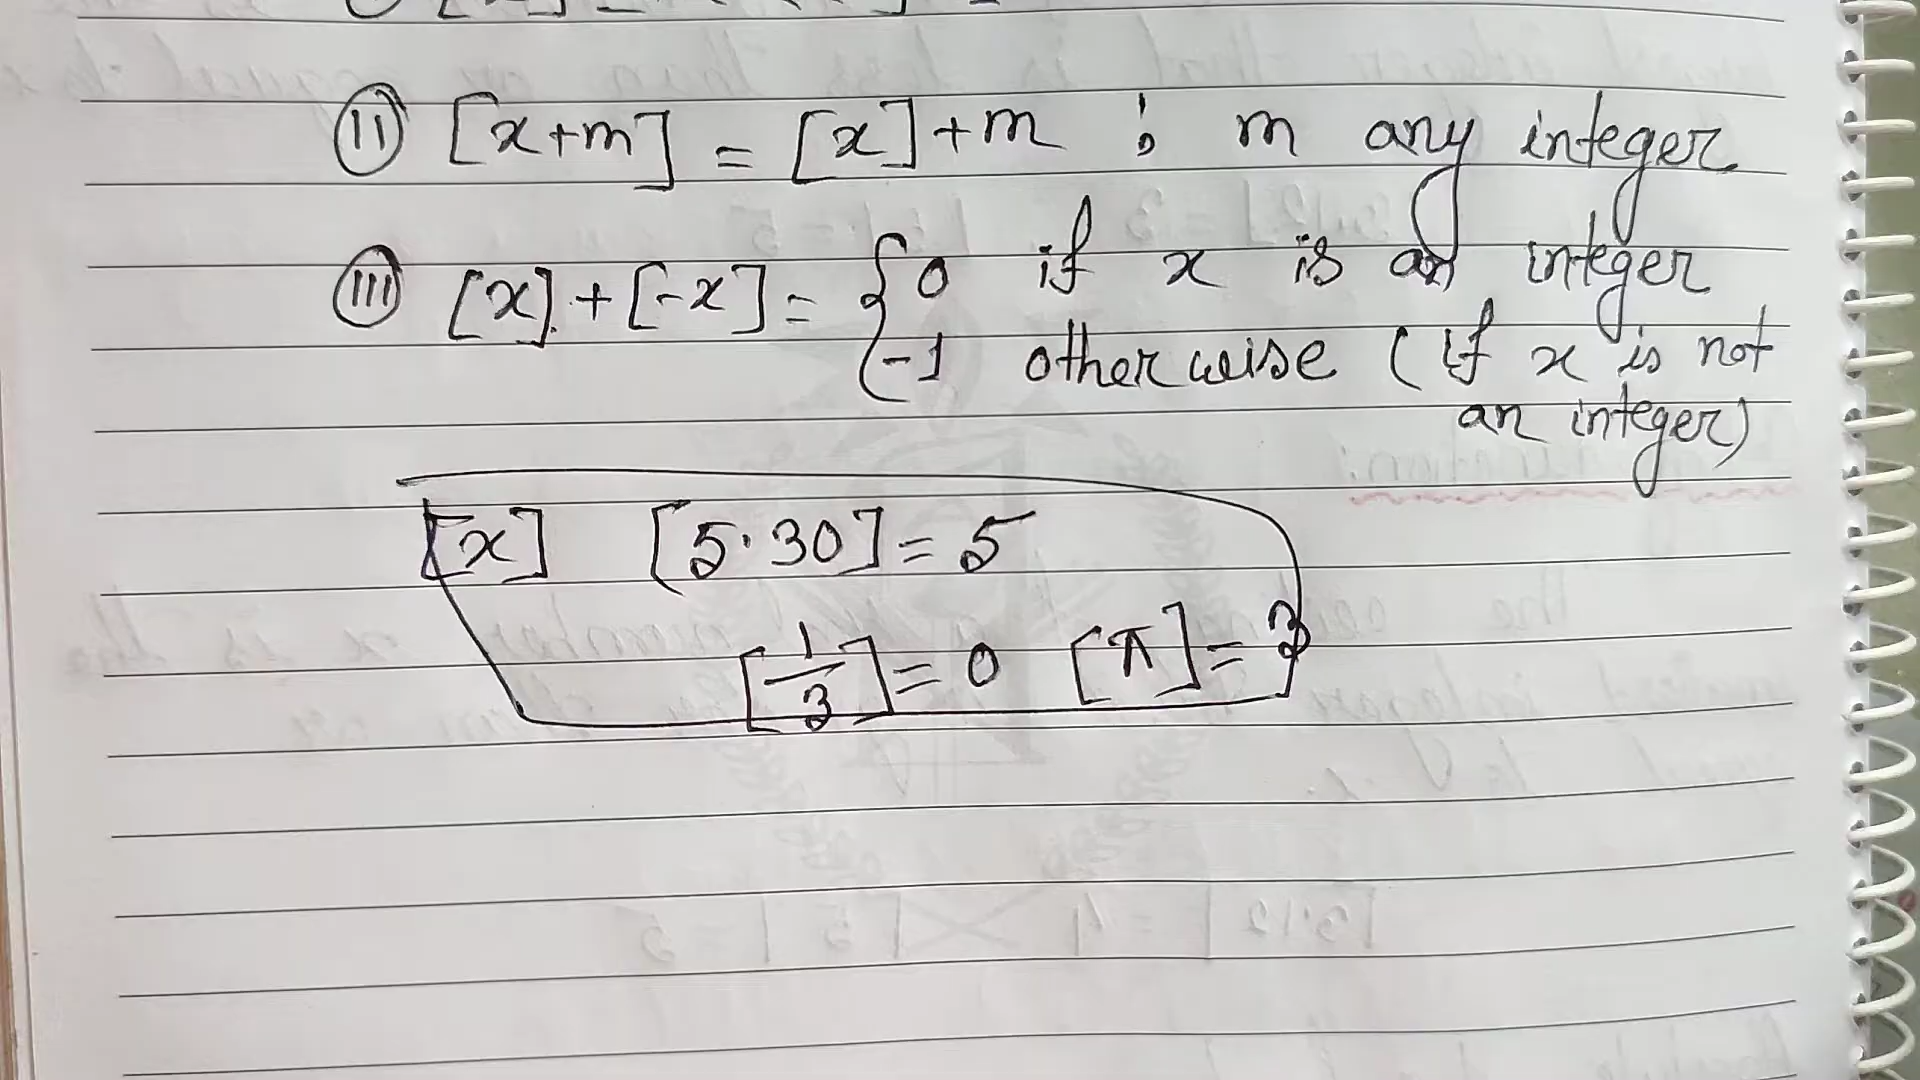 (ii) [x+m] = [x]+m ; m any integer
(iii) [x]+[-x] = { 0 if x is an integer
-1 otherwise (if x is not
an integer)
[x] [5.30] = 5
[1/3] = 0 [π] = 3